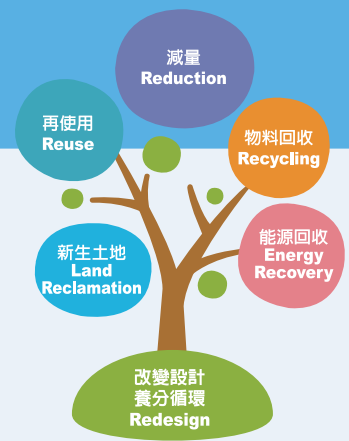 減量
Reduction
再使用
Reuse
物料回收
Recycling
新生土地
Land
Reclamation
能源回收
Energy
Recovery
改變設計
養分循環
Redesign